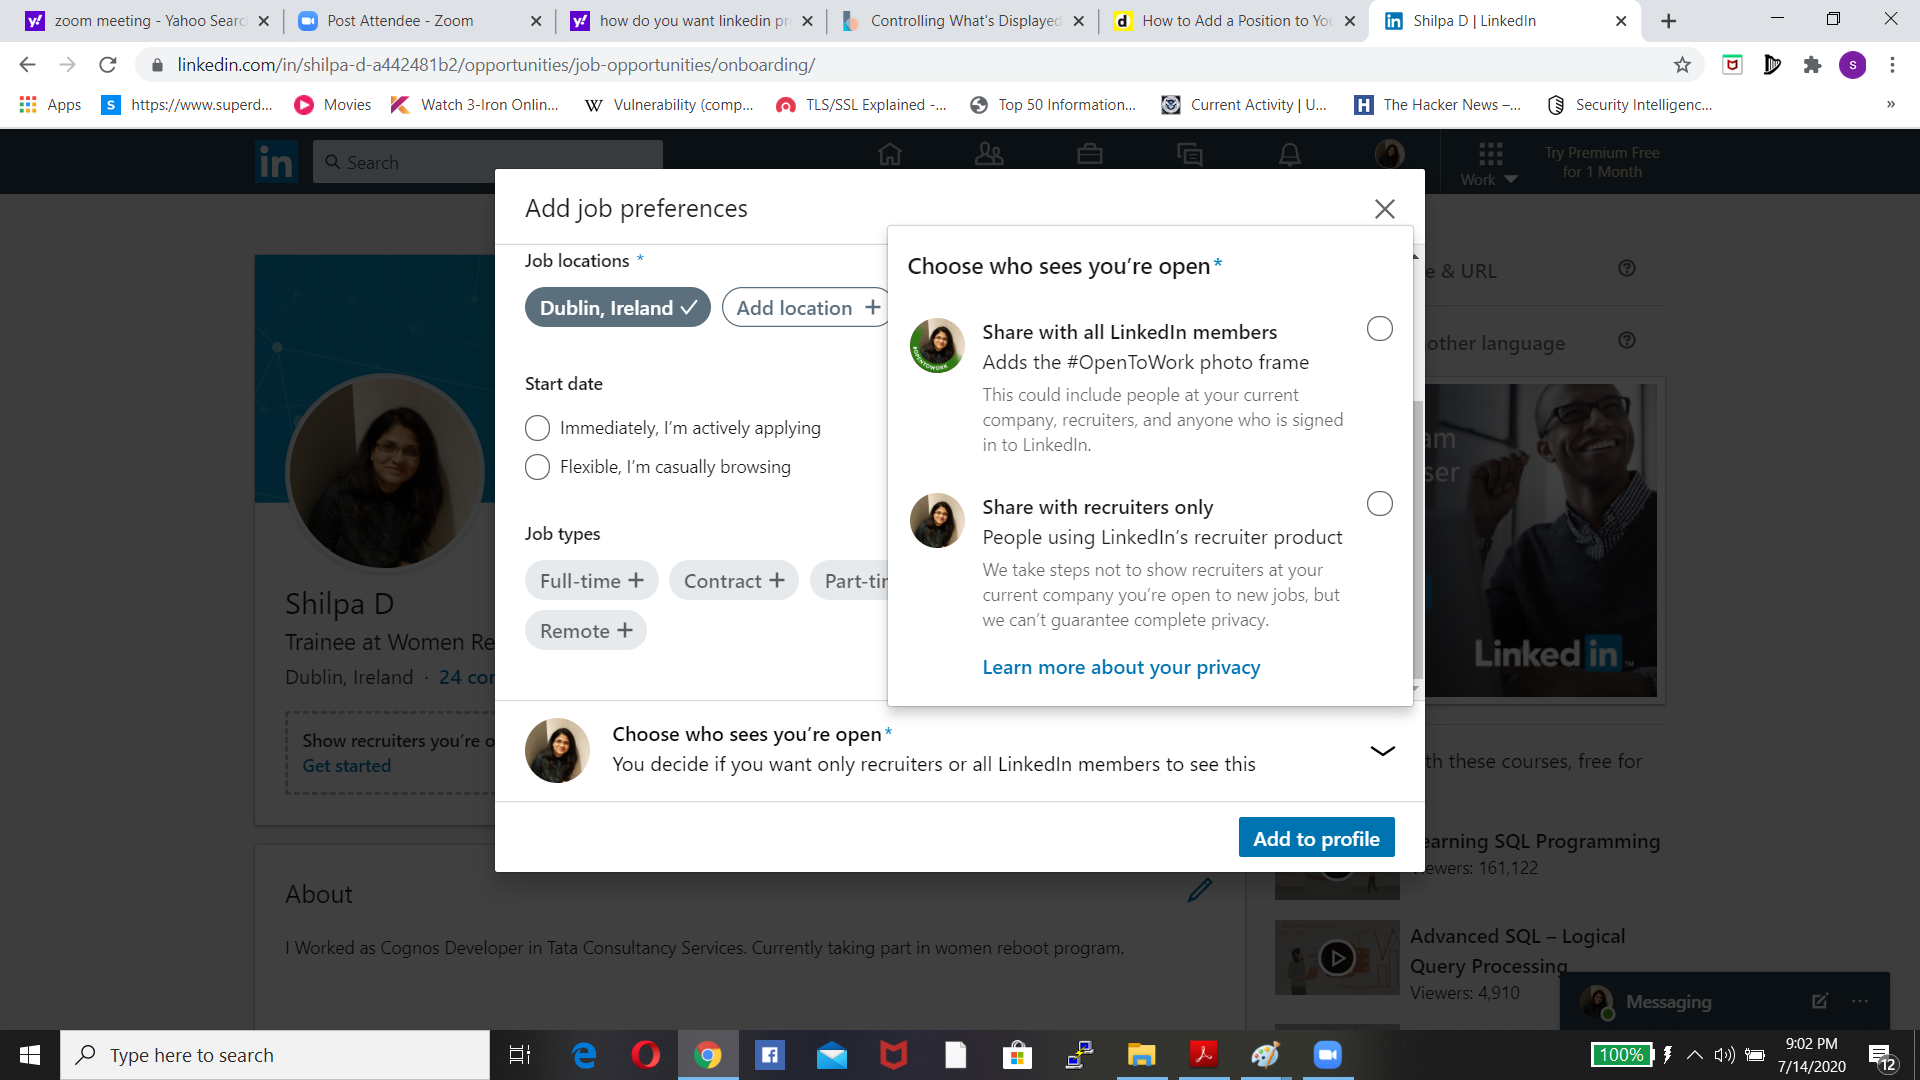 zoom meeting - Yahoo Searc
Post Attendee - Zoom
how do you want linkedin pr
Controlling What's Displayed
How to Add a Position to You
Shilpa D | LinkedIn
linkedin.com/in/shilpa-d-a442481b2/opportunities/job-opportunities/onboarding/
s
Apps
https://www.superd...
Movies
Watch 3-Iron Onlin...
Vulnerability (comp...
TLS/SSL Explained -...
Top 50 Information...
Current Activity | U...
The Hacker News –...
Security Intelligenc...
»
in
Search
Work
Try Premium Free
for 1 Month
Add job preferences
Job locations *
Dublin, Ireland
Add location +
Start date
Immediately, I'm actively applying
Flexible, I'm casually browsing
Job types
Full-time +
Contract +
Part-tir
Remote +
Choose who sees you're open*
Share with all LinkedIn members
Adds the #OpenToWork photo frame
This could include people at your current
company, recruiters, and anyone who is signed
in to LinkedIn.
#OPENTOWORK
Share with recruiters only
People using LinkedIn's recruiter product
We take steps not to show recruiters at your
current company you're open to new jobs, but
we can't guarantee complete privacy.
Learn more about your privacy
Choose who sees you're open*
You decide if you want only recruiters or all LinkedIn members to see this
Add to profile
Shilpa D
Trainee at Women Re
Dublin, Ireland · 24 cor
Show recruiters you're o
Get started
About
I Worked as Cognos Developer in Tata Consultancy Services. Currently taking part in women reboot program.
e & URL
other language
am
ser
Linked in
th these courses, free for
earning SQL Programming
iewers: 161,122
Advanced SQL – Logical
Query Processing
Viewers: 4,910
Messaging
Type here to search
100%
9:02 PM
7/14/2020
12